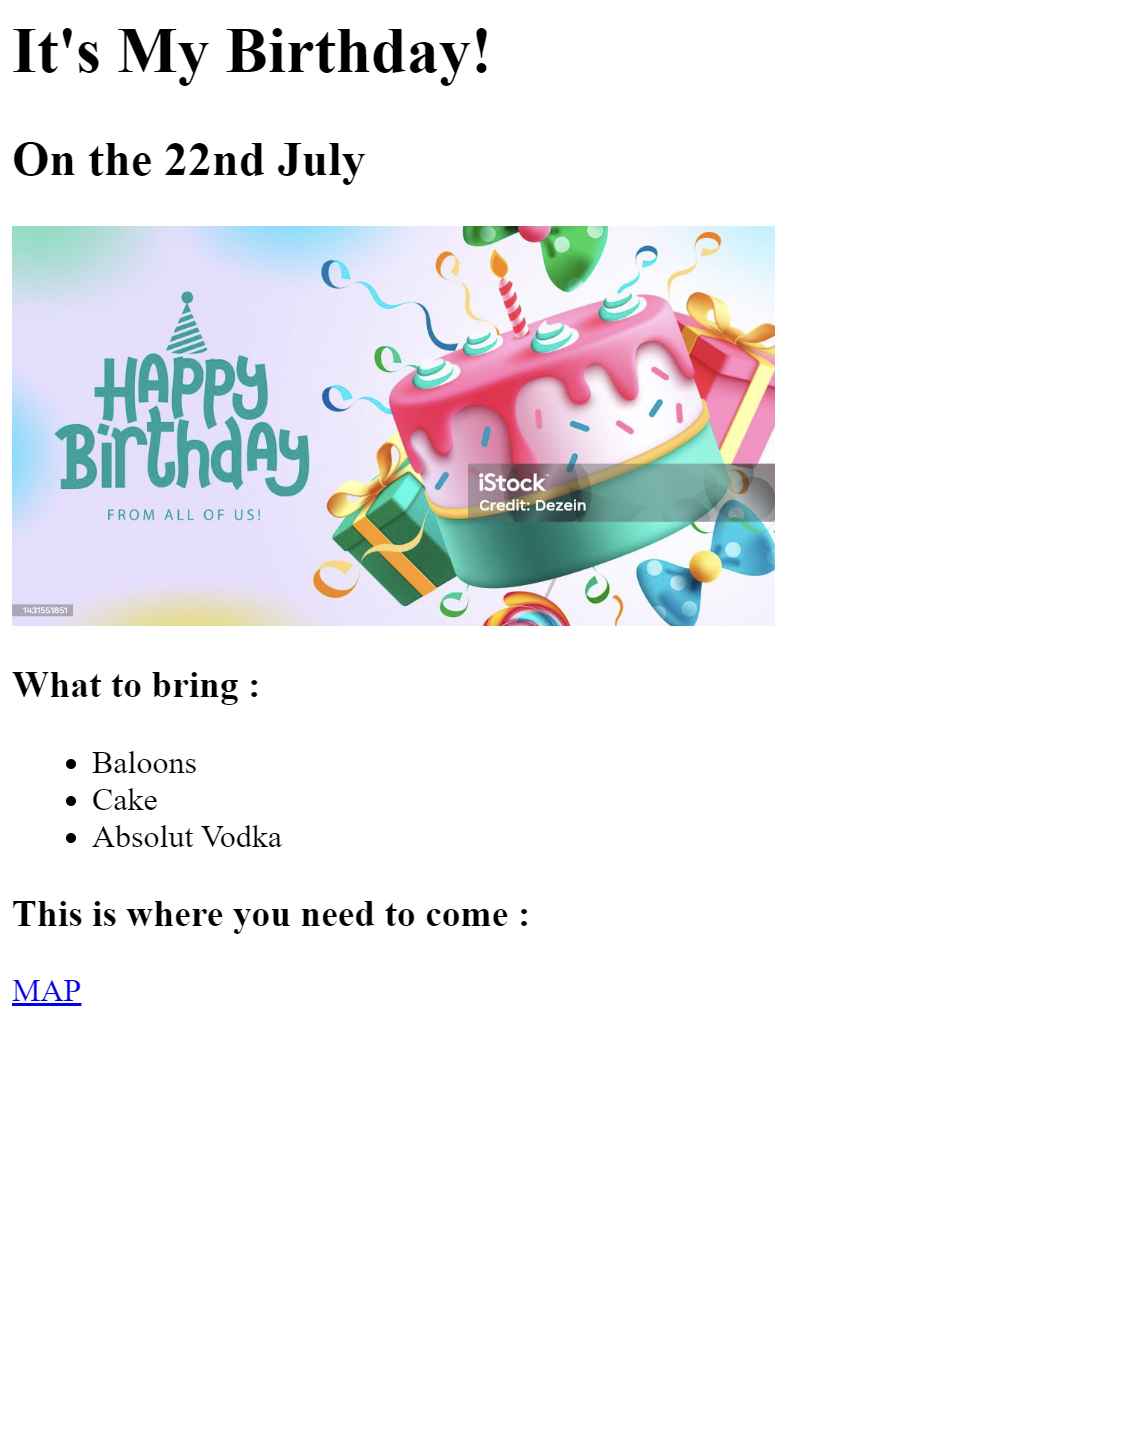 It's My Birthday!
On the 22nd July
HAPPY
BirthdAy
FROM ALL OF US!
iStock™
Credit: Dezein
1431551851
What to bring :
Baloons
Cake
Absolut Vodka
This is where you need to come :
MAP